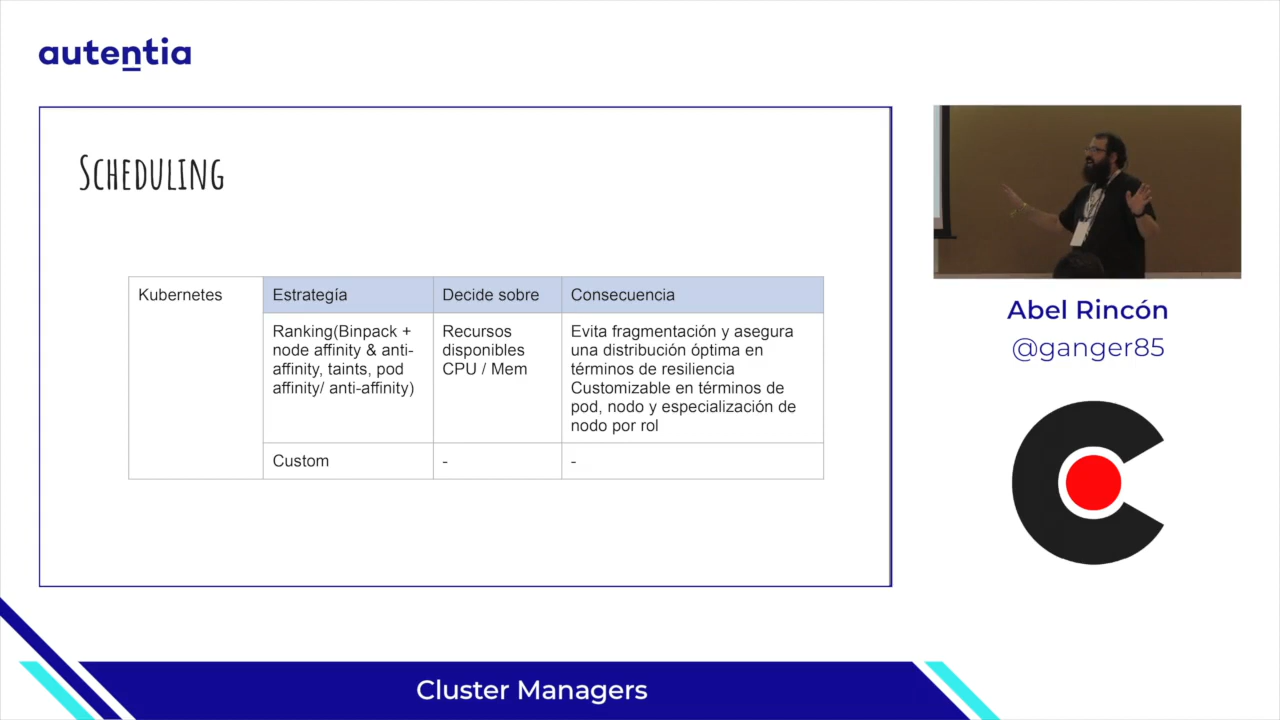 autentia
Scheduling
Kubernetes
Estrategía
Decide sobre
Consecuencia
Ranking(Binpack +
node affinity & anti-
affinity, taints, pod
affinity/ anti-affinity)
Recursos
disponibles
CPU / Mem
Evita fragmentación y asegura
una distribución óptima en
términos de resiliencia
Customizable en términos de
pod, nodo y especialización de
nodo por rol
Custom
-
-
Abel Rincón
@ganger85
Cluster Managers